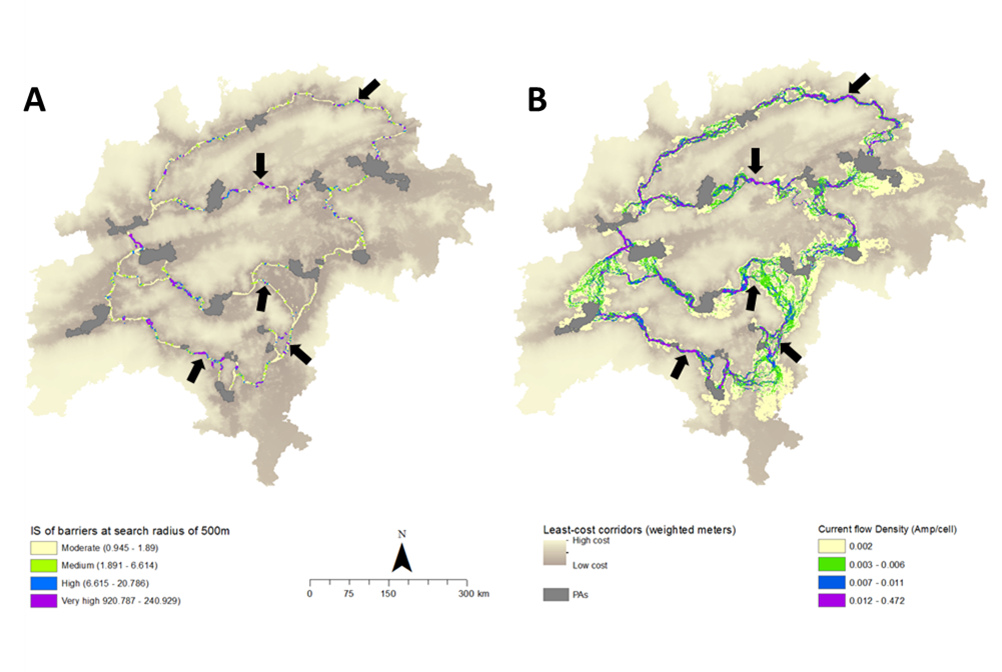 A
B
IS of barriers at search radius of 500m
Moderate (0.945 - 1.89)
Medium (1.891 - 6.614)
High (6.615 - 20.786)
Very high 920.787 - 240.929)
N
0 75 150 300 km
Least-cost corridors (weighted meters)
High cost
Low cost
PAs
Current flow Density (Amp/cell)
0.002
0.003 - 0.006
0.007 - 0.011
0.012 - 0.472